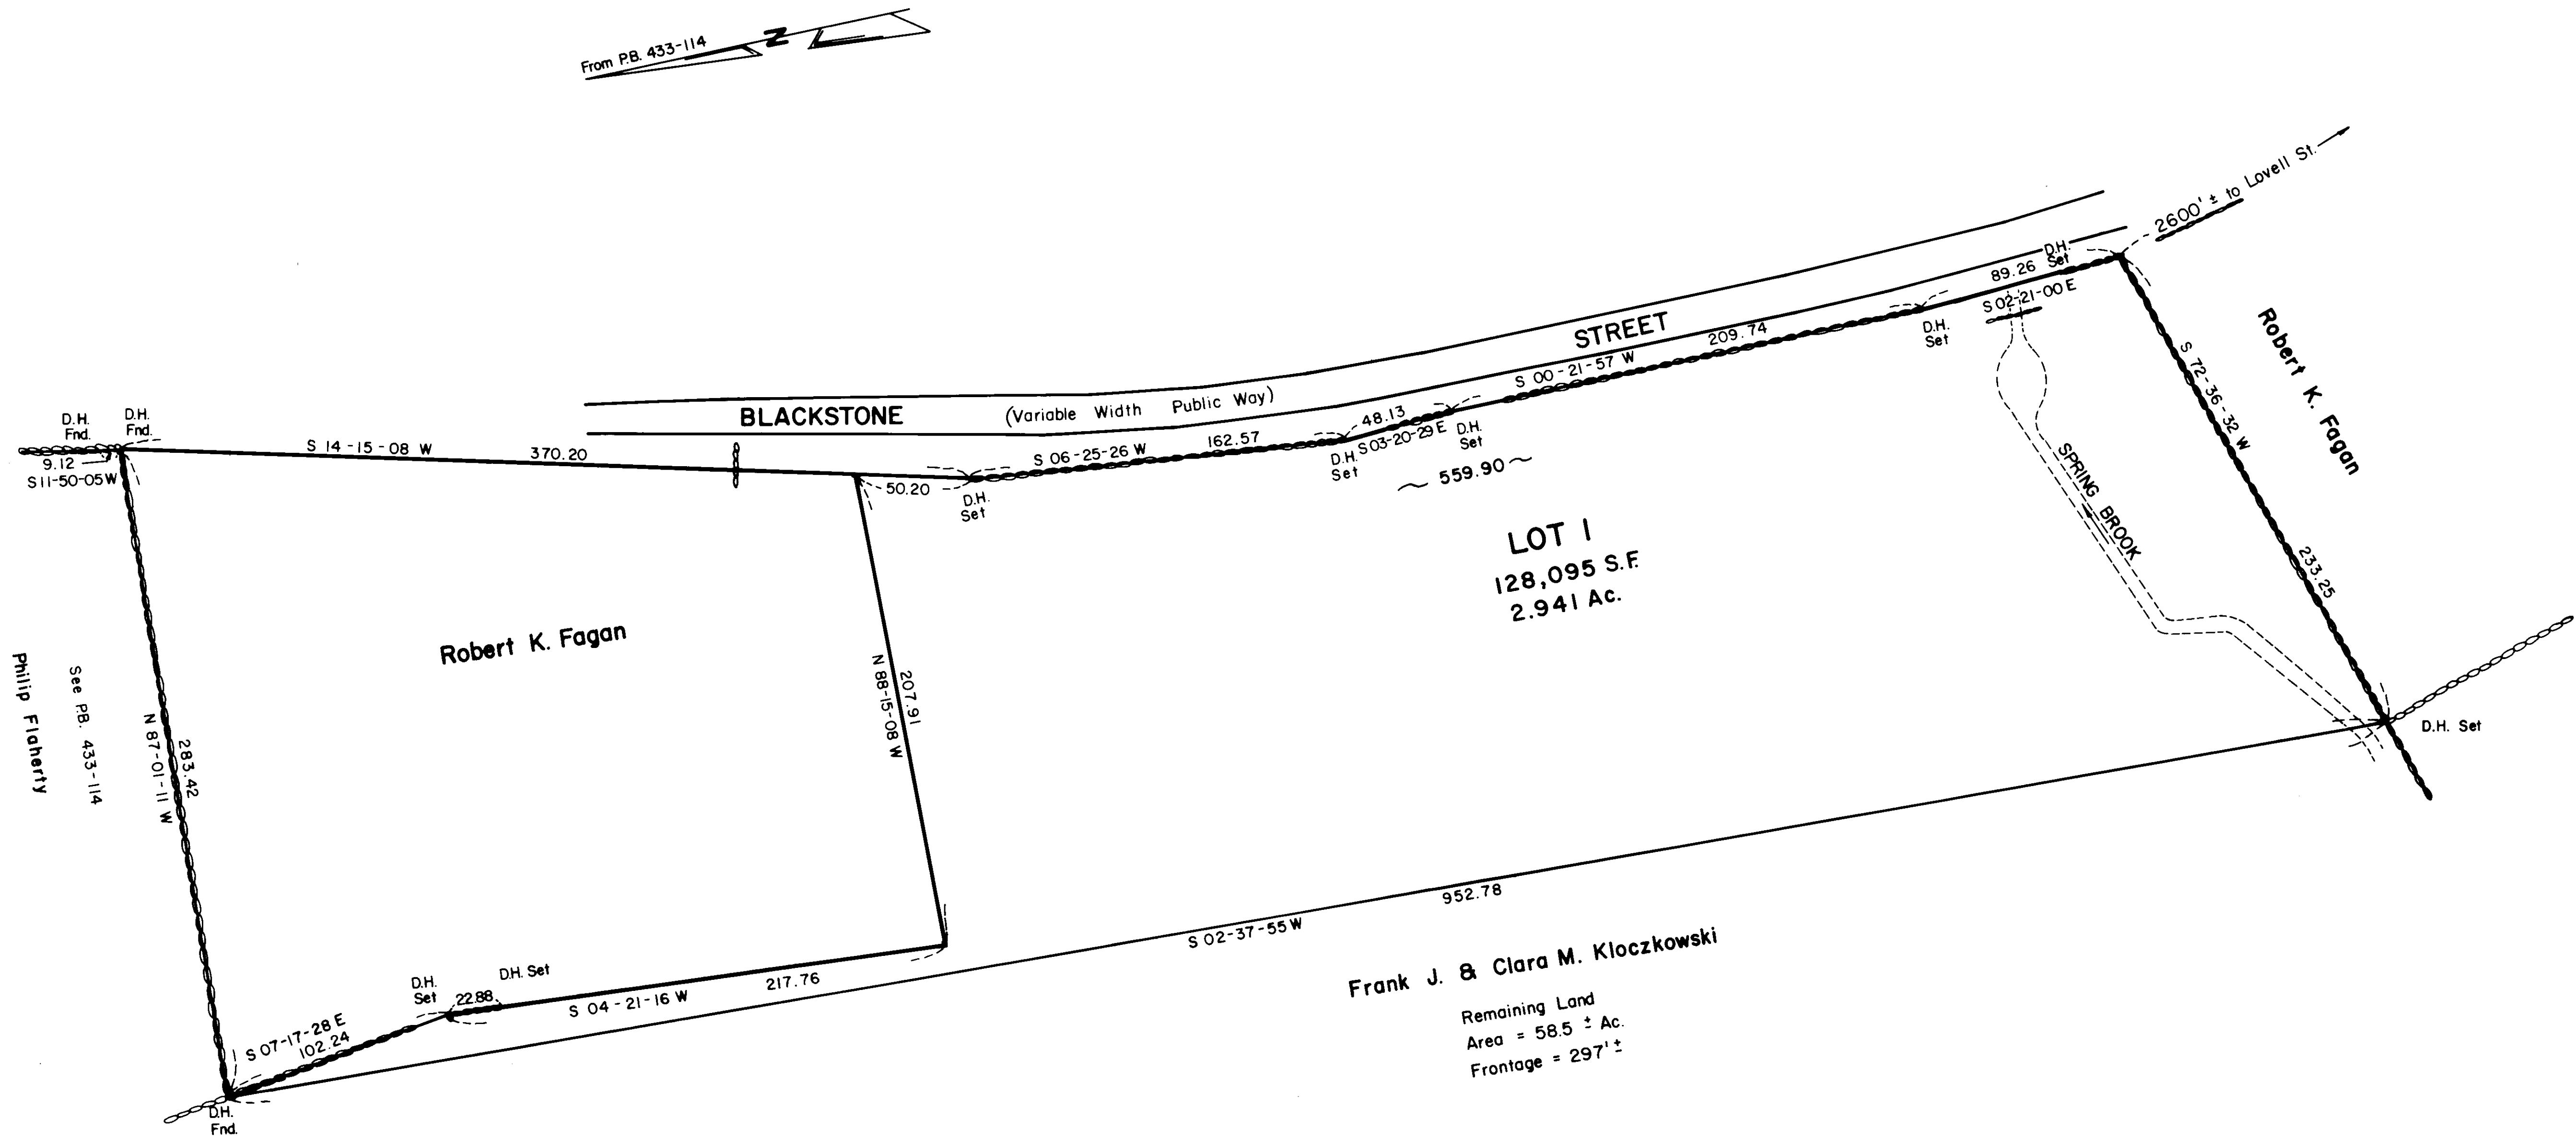 From P.B. 433-114
N
2600' ± to Lovell St.
BLACKSTONE
(Variable Width Public Way)
STREET
D.H.
Fnd.
D.H.
Fnd.
9.12
S 11-50-05 W
S 14-15-08 W
370.20
50.20
D.H.
Set
S 06-25-26 W
162.57
D.H.
Set
48.13
S 03-20-29 E
D.H.
Set
~ 559.90 ~
S 00-21-57 W
209.74
D.H.
Set
89.26
S 02-21-00 E
D.H.
Set
Robert K. Fagan
S 72-36-32 W
233.25
SPRING BROOK
LOT 1
128,095 S.F.
2.941 Ac.
D.H. Set
Philip Flaherty
See P.B. 433-114
283.42
N 87-01-11 W
Robert K. Fagan
207.91
N 88-15-08 W
D.H.
Set
22.88
D.H. Set
S 04-21-16 W
217.76
S 07-17-28 E
102.24
D.H.
Fnd.
952.78
S 02-37-55 W
Frank J. & Clara M. Kloczkowski
Remaining Land
Area = 58.5 ± Ac.
Frontage = 297' ±